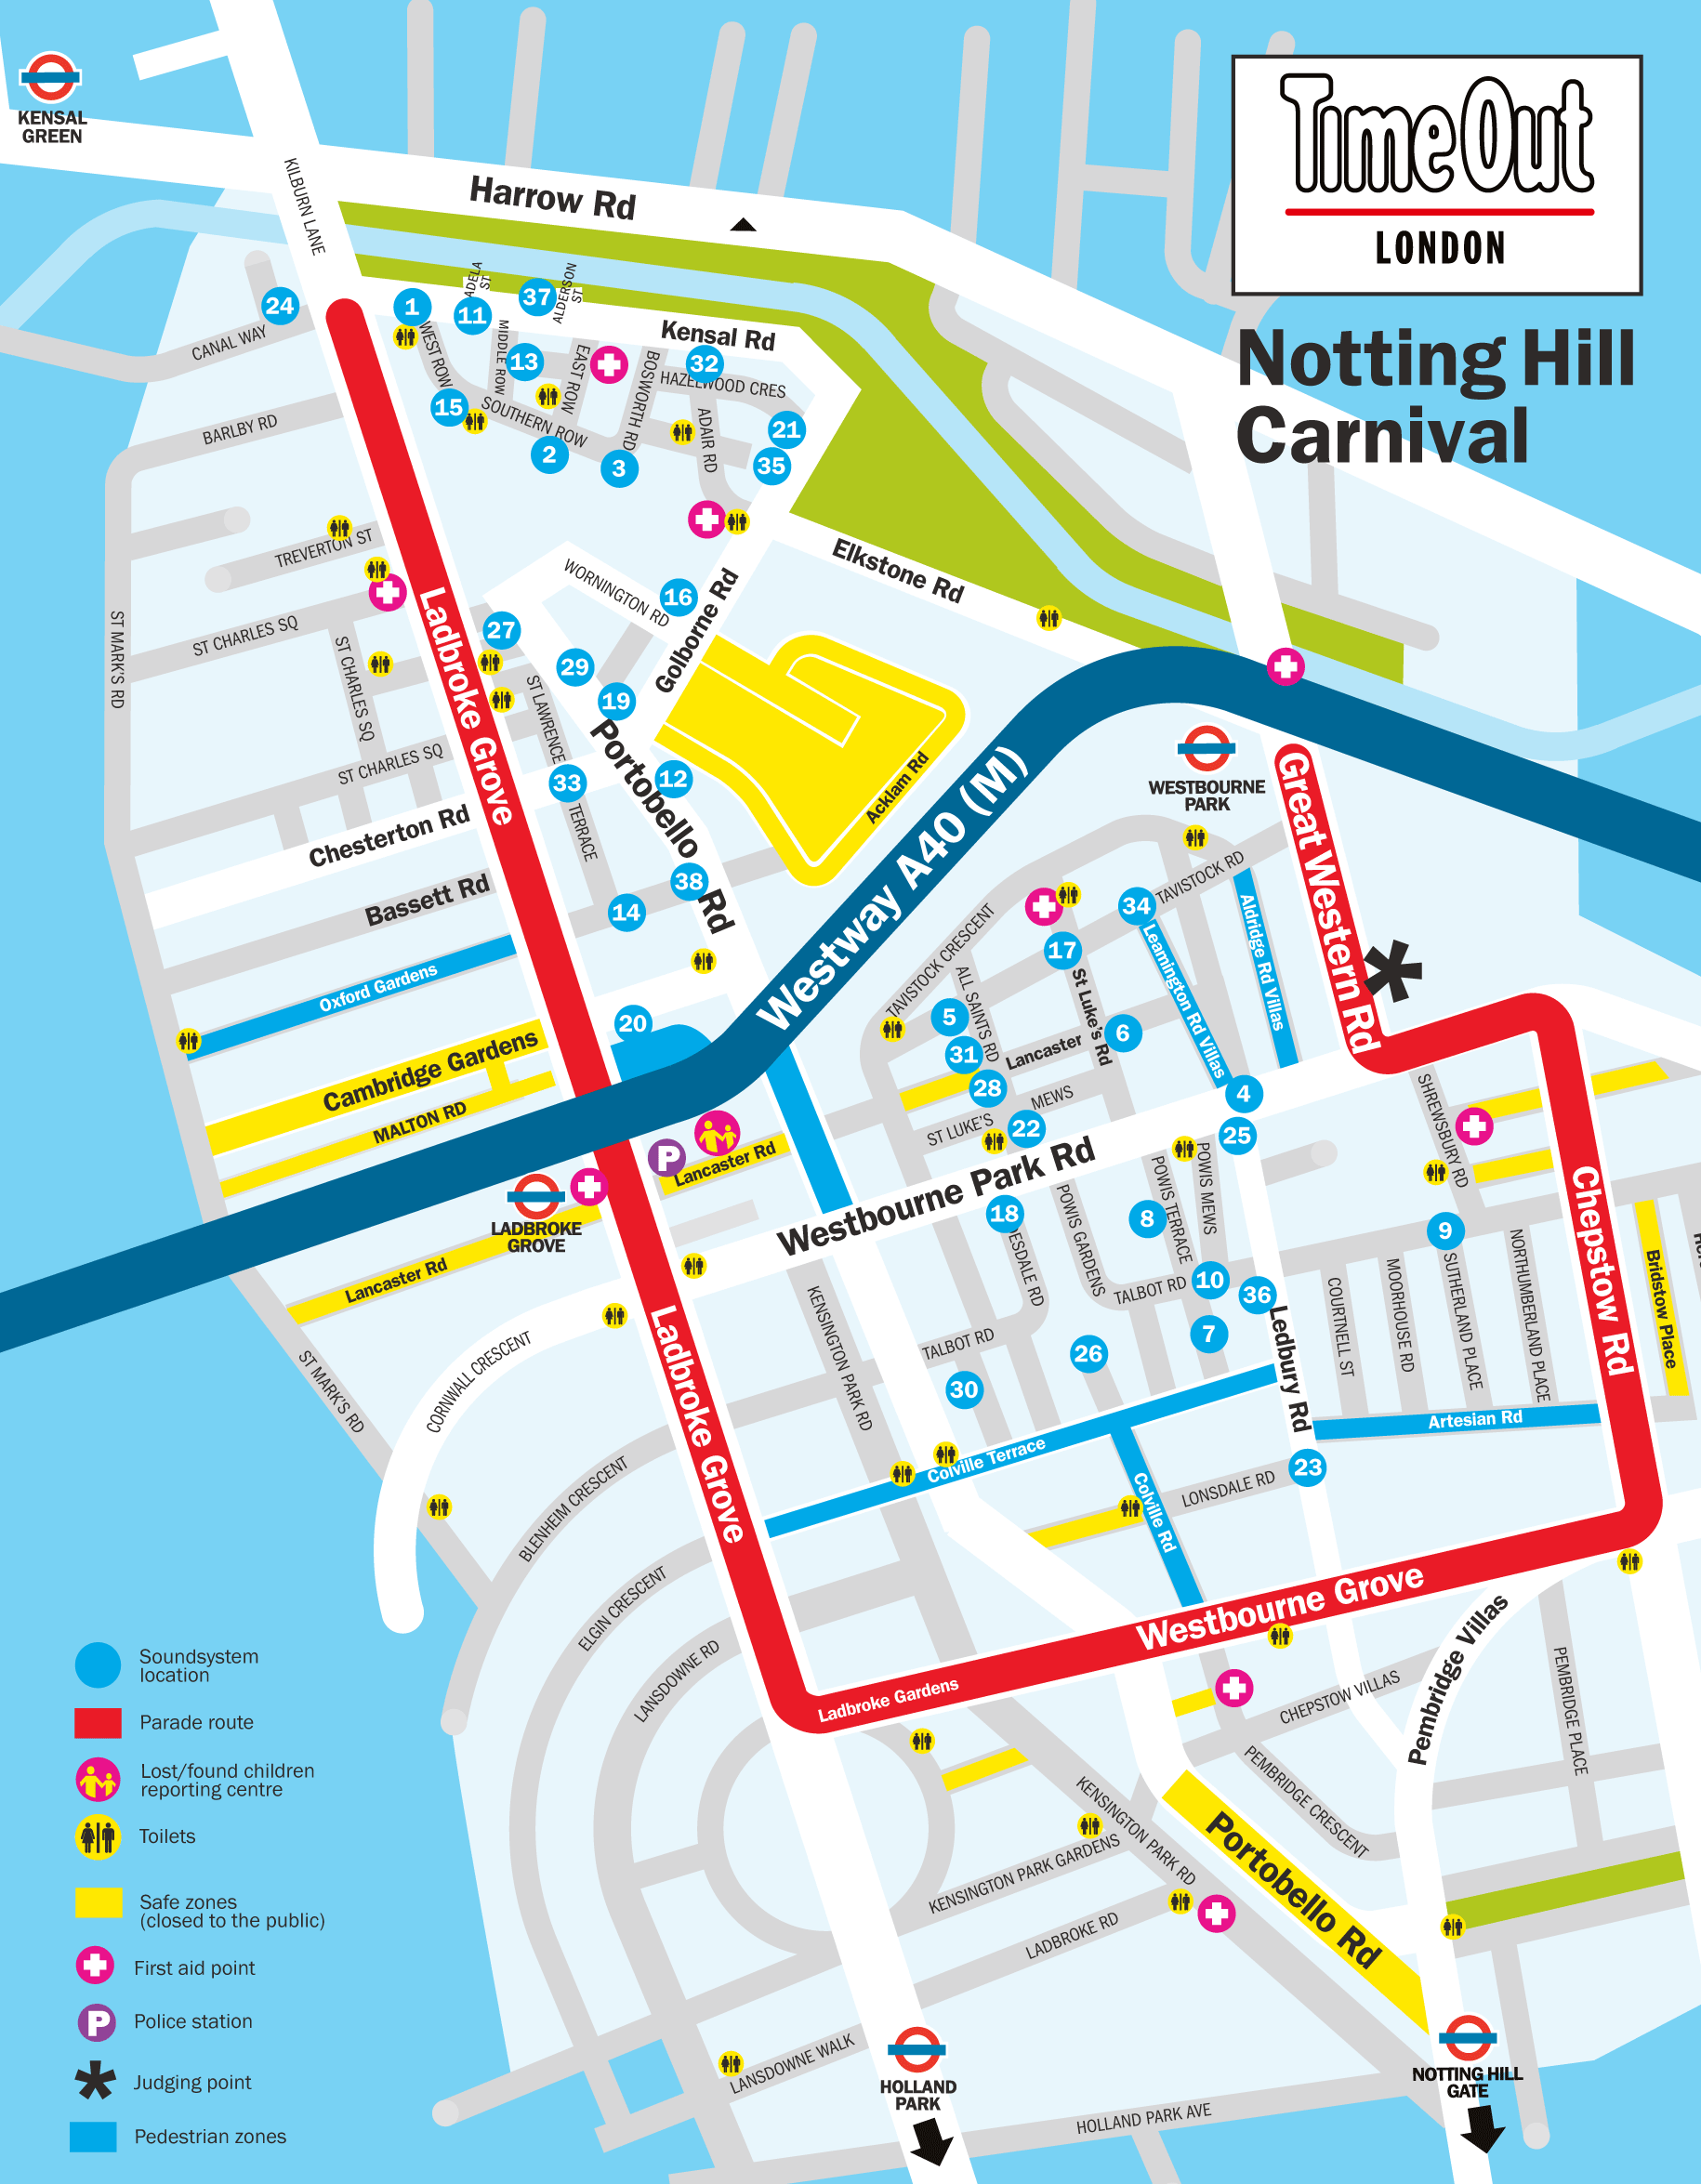 TimeOut
LONDON
Notting Hill
Carnival
KENSAL
GREEN
KILBURN LANE
Harrow Rd
24
1
11
37
ADELA
ST
ALDERSON
ST
Kensal Rd
CANAL WAY
WEST ROW
MIDDLE ROW
13
EAST ROW
BOSWORTH RD
32
HAZELWOOD CRES
15
SOUTHERN ROW
ADAIR RD
21
BARLBY RD
2
3
35
TREVERTON ST
Elkstone Rd
WORNINGTON RD
16
Golborne Rd
ST MARK'S RD
ST CHARLES SQ
ST CHARLES SQ
ST CHARLES SQ
Ladbroke Grove
27
29
19
ST LAWRENCE
TERRACE
Portobello
Rd
33
12
Acklam Rd
Westway A40 (M)
WESTBOURNE
PARK
Great Western Rd
Chesterton Rd
Bassett Rd
38
14
Oxford Gardens
Cambridge Gardens
MALTON RD
20
TAVISTOCK CRESCENT
TAVISTOCK RD
34
17
Leamington Rd Villas
Aldridge Rd Villas
ALL SAINTS RD
St Luke's Rd
5
31
6
Lancaster
28
ST LUKE'S
MEWS
22
4
25
P
Lancaster Rd
LADBROKE
GROVE
Lancaster Rd
Westbourne Park Rd
SHREWSBURY RD
Chepstow Rd
18
ESDALE RD
POWIS GARDENS
8
POWIS TERRACE
POWIS MEWS
TALBOT RD
10
36
7
9
Ledbury Rd
COURTNELL ST
MOORHOUSE RD
SUTHERLAND PLACE
NORTHUMBERLAND PLACE
Bridstow Place
CORNWALL CRESCENT
ST MARK'S RD
Ladbroke Grove
KENSINGTON PARK RD
TALBOT RD
30
26
Artesian Rd
Colville Terrace
Colville Rd
LONSDALE RD
23
BLENHEIM CRESCENT
ELGIN CRESCENT
LANSDOWNE RD
Westbourne Grove
Ladbroke Gardens
Pembridge Villas
CHEPSTOW VILLAS
PEMBRIDGE PLACE
PEMBRIDGE CRESCENT
KENSINGTON PARK RD
KENSINGTON PARK GARDENS
Portobello Rd
LADBROKE RD
LANSDOWNE WALK
HOLLAND
PARK
HOLLAND PARK AVE
NOTTING HILL
GATE
Soundsystem
location
Parade route
Lost/found children
reporting centre
Toilets
Safe zones
(closed to the public)
First aid point
P
Police station
Judging point
Pedestrian zones